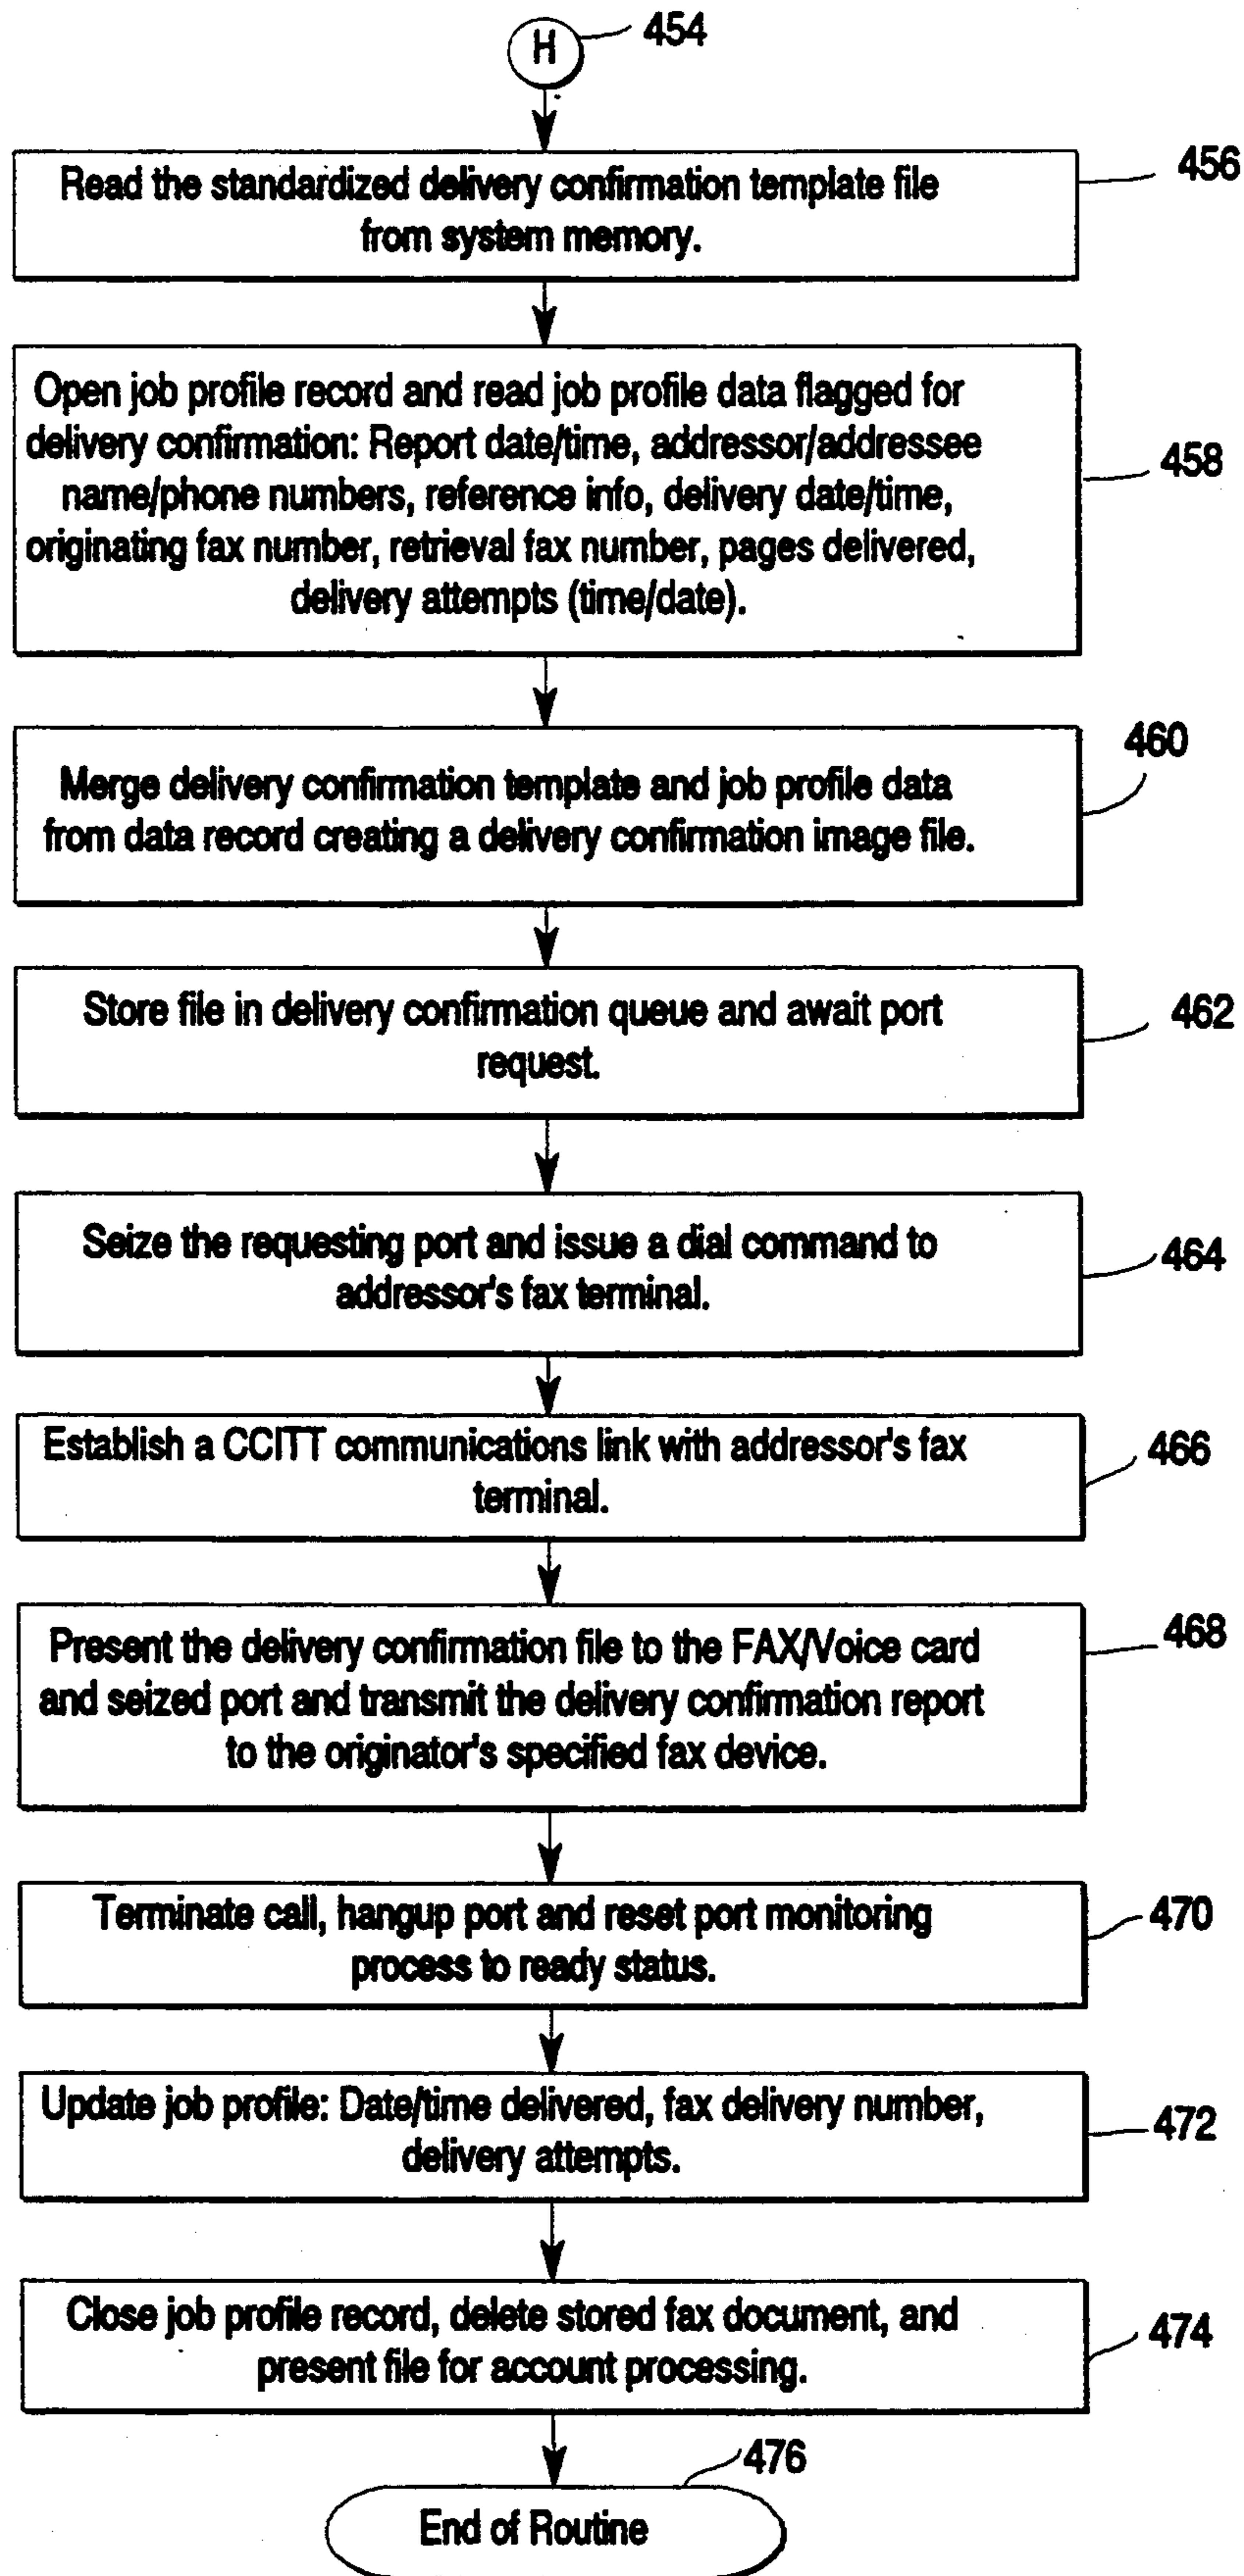 H
454
Read the standardized delivery confirmation template file
from system memory.
456
Open job profile record and read job profile data flagged for
delivery confirmation: Report date/time, addressor/addressee
name/phone numbers, reference info, delivery date/time,
originating fax number, retrieval fax number, pages delivered,
delivery attempts (time/date).
458
Merge delivery confirmation template and job profile data
from data record creating a delivery confirmation image file.
460
Store file in delivery confirmation queue and await port
request.
462
Seize the requesting port and issue a dial command to
addressor's fax terminal.
464
Establish a CCITT communications link with addressor's fax
terminal.
466
Present the delivery confirmation file to the FAX/Voice card
and seized port and transmit the delivery confirmation report
to the originator's specified fax device.
468
Terminate call, hangup port and reset port monitoring
process to ready status.
470
Update job profile: Date/time delivered, fax delivery number,
delivery attempts.
472
Close job profile record, delete stored fax document, and
present file for account processing.
474
476
End of Routine